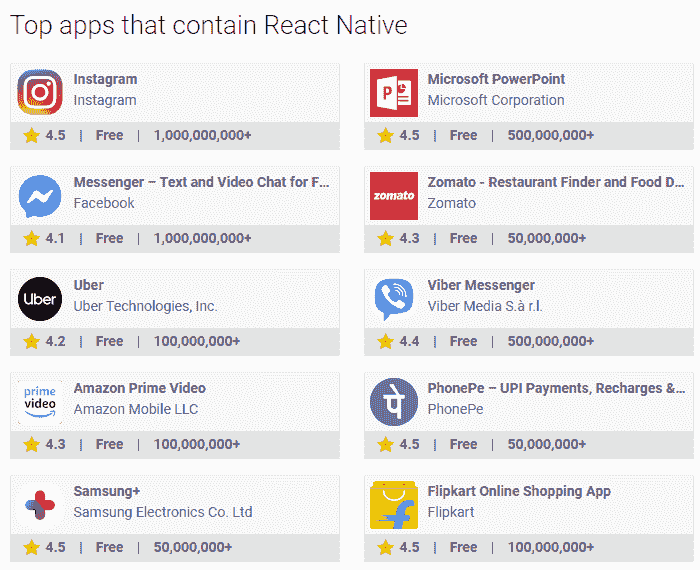 Top apps that contain React Native
Instagram
Instagram
4.5 | Free | 1,000,000,000+
Microsoft PowerPoint
Microsoft Corporation
4.5 | Free | 500,000,000+
Messenger – Text and Video Chat for F...
Facebook
4.1 | Free | 1,000,000,000+
zomato
Zomato - Restaurant Finder and Food D...
Zomato
4.3 | Free | 50,000,000+
Uber
Uber
Uber Technologies, Inc.
4.2 | Free | 100,000,000+
Viber Messenger
Viber Media S.à r.l.
4.4 | Free | 500,000,000+
prime
video
Amazon Prime Video
Amazon Mobile LLC
4.3 | Free | 100,000,000+
पे
PhonePe – UPI Payments, Recharges &...
PhonePe
4.5 | Free | 50,000,000+
Samsung+
Samsung Electronics Co. Ltd
4.5 | Free | 50,000,000+
Flipkart Online Shopping App
Flipkart
4.5 | Free | 100,000,000+